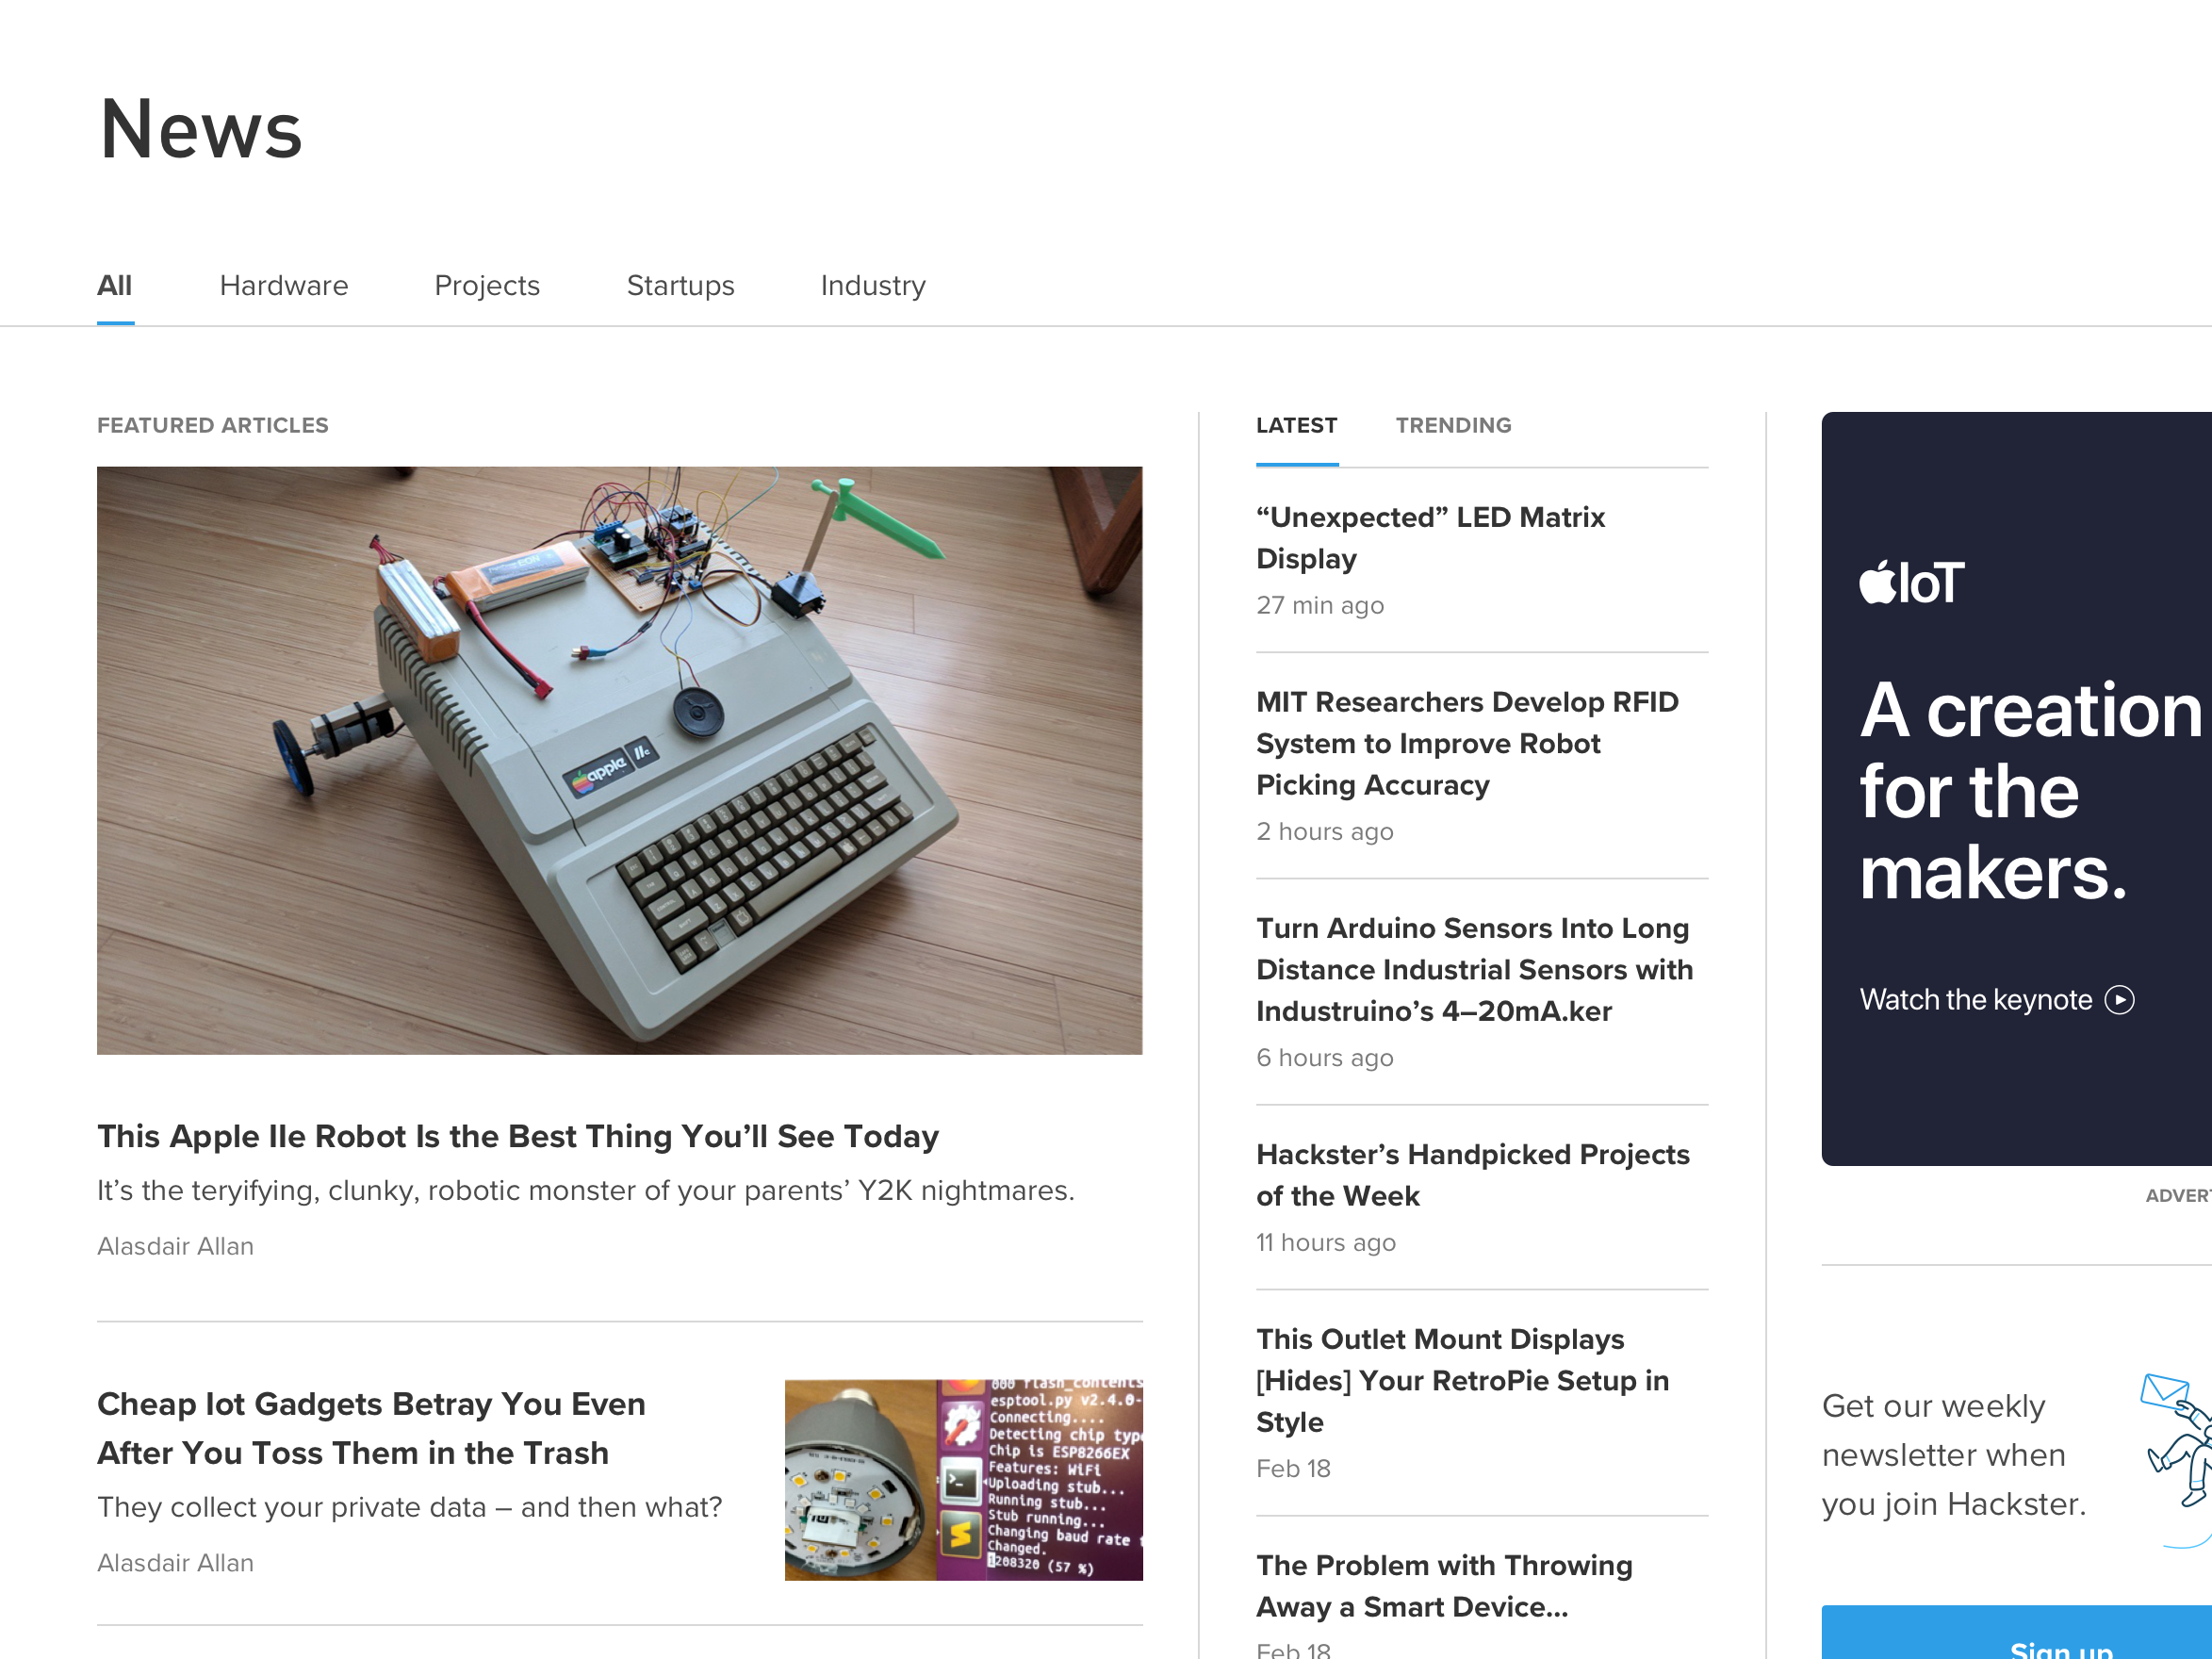 News
All
Hardware
Projects
Startups
Industry
FEATURED ARTICLES
apple //e
This Apple IIe Robot Is the Best Thing You’ll See Today
It’s the teryifying, clunky, robotic monster of your parents’ Y2K nightmares.
Alasdair Allan
Cheap Iot Gadgets Betray You Even
After You Toss Them in the Trash
They collect your private data – and then what?
Alasdair Allan
000 flash_contents
esptool.py v2.4.0-
Connecting....
Detecting chip type
Chip is ESP8266EX
Features: WiFi
Uploading stub...
Running stub...
Stub running...
Changing baud rate
Changed.
1208320 (57 %)
LATEST
TRENDING
“Unexpected” LED Matrix
Display
27 min ago
MIT Researchers Develop RFID
System to Improve Robot
Picking Accuracy
2 hours ago
Turn Arduino Sensors Into Long
Distance Industrial Sensors with
Industruino’s 4–20mA.ker
6 hours ago
Hackster’s Handpicked Projects
of the Week
11 hours ago
This Outlet Mount Displays
[Hides] Your RetroPie Setup in
Style
Feb 18
The Problem with Throwing
Away a Smart Device...
Feb 18
IoT
A creation
for the
makers.
Watch the keynote
ADVERT
Get our weekly
newsletter when
you join Hackster.
Sign up